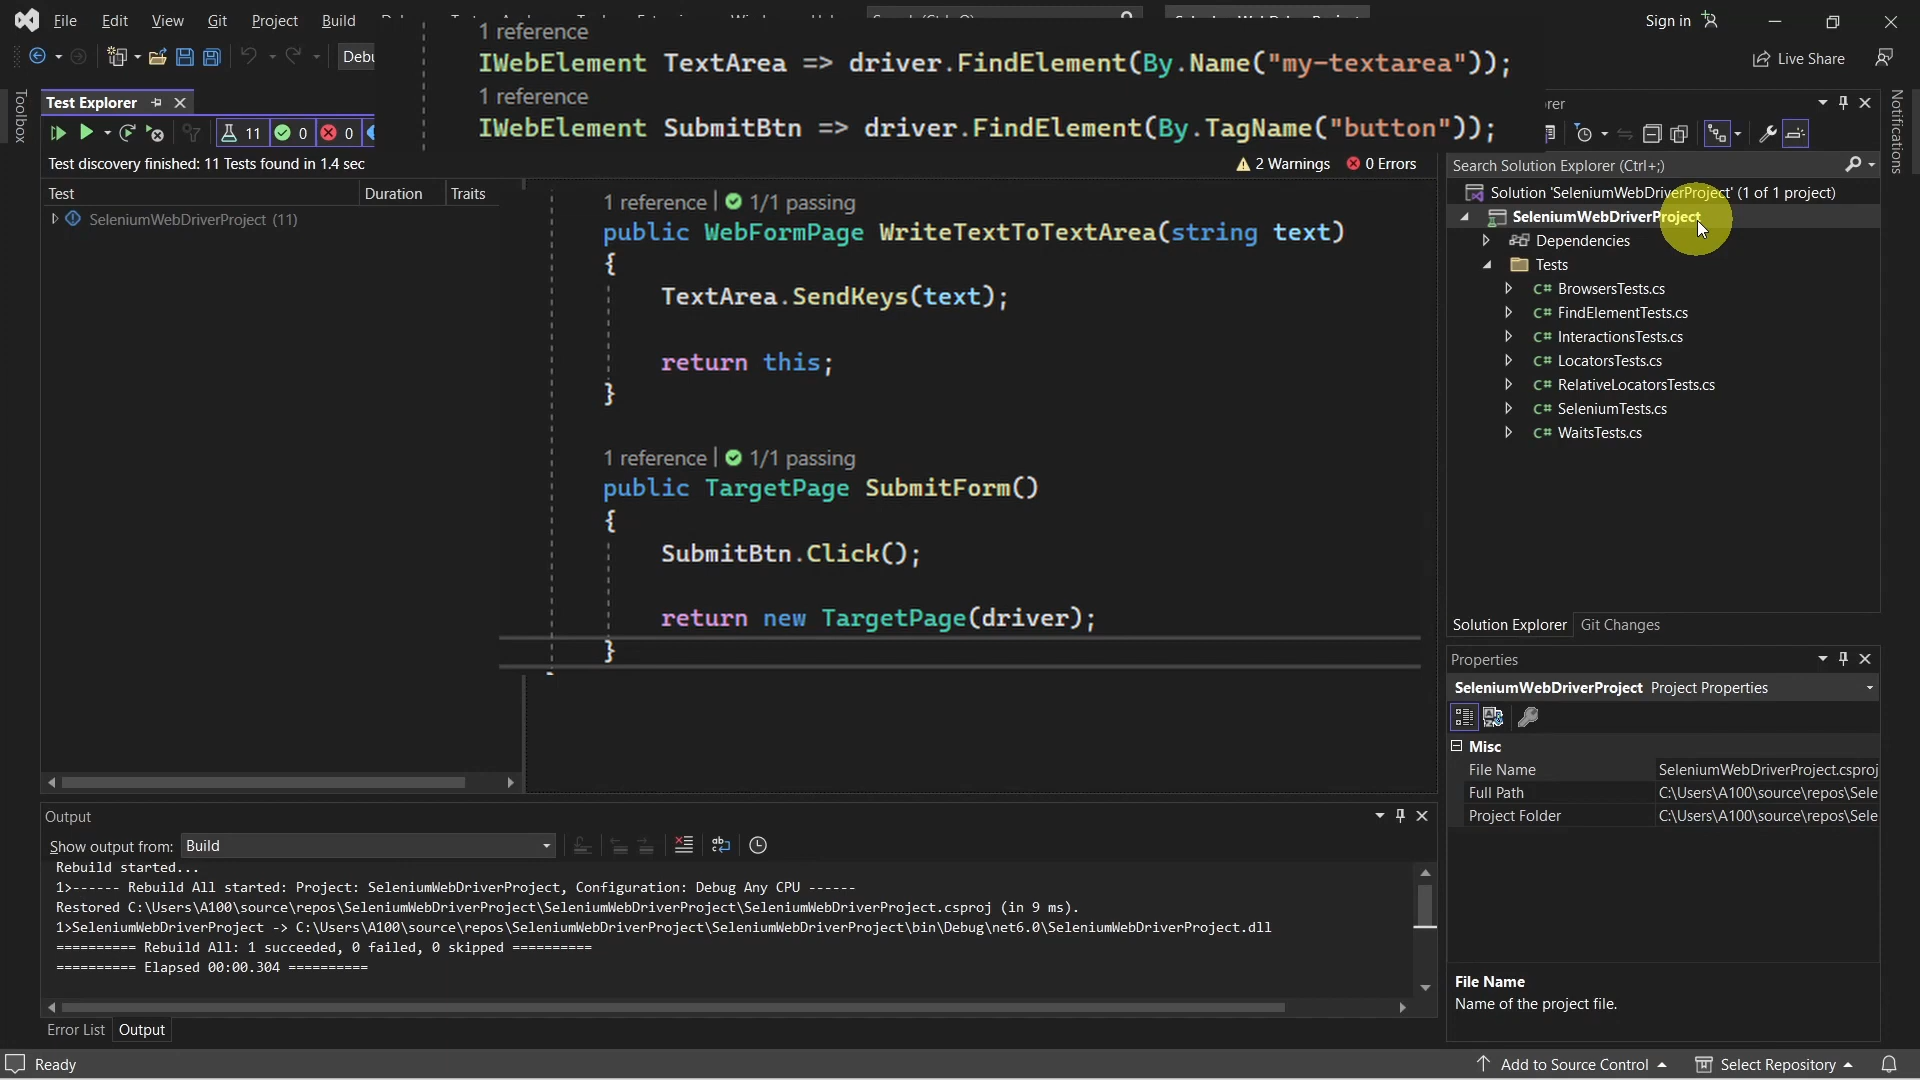 File Edit View Git Project Build
Sign in
1 reference
IWebElement TextArea => driver.FindElement(By.Name("my-textarea"));
1 reference
IWebElement SubmitBtn => driver.FindElement(By.TagName("button"));
Debu
Live Share
Toolbox
Test Explorer
11 0 0
Test discovery finished: 11 Tests found in 1.4 sec
2 Warnings 0 Errors
Test Duration Traits
SeleniumWebDriverProject (11)
1 reference | 1/1 passing
public WebFormPage WriteTextToTextArea(string text)
{
TextArea.SendKeys(text);
return this;
}
1 reference | 1/1 passing
public TargetPage SubmitForm()
{
SubmitBtn.Click();
return new TargetPage(driver);
}
rer
Notifications
Search Solution Explorer (Ctrl+;)
Solution 'SeleniumWebDriverProject' (1 of 1 project)
SeleniumWebDriverProject
Dependencies
Tests
C# BrowsersTests.cs
C# FindElementTests.cs
C# InteractionsTests.cs
C# LocatorsTests.cs
C# RelativeLocatorsTests.cs
C# SeleniumTests.cs
C# WaitsTests.cs
Solution Explorer Git Changes
Properties
SeleniumWebDriverProject Project Properties
Misc
File Name SeleniumWebDriverProject.csproj
Full Path C:\Users\A100\source\repos\Sele
Project Folder C:\Users\A100\source\repos\Sele
File Name
Name of the project file.
Output
Show output from: Build
Rebuild started...
1>------ Rebuild All started: Project: SeleniumWebDriverProject, Configuration: Debug Any CPU ------
Restored C:\Users\A100\source\repos\SeleniumWebDriverProject\SeleniumWebDriverProject\SeleniumWebDriverProject.csproj (in 9 ms).
1>SeleniumWebDriverProject -> C:\Users\A100\source\repos\SeleniumWebDriverProject\SeleniumWebDriverProject\bin\Debug\net6.0\SeleniumWebDriverProject.dll
========== Rebuild All: 1 succeeded, 0 failed, 0 skipped ==========
========== Elapsed 00:00.304 ==========
Error List Output
Ready
Add to Source Control Select Repository